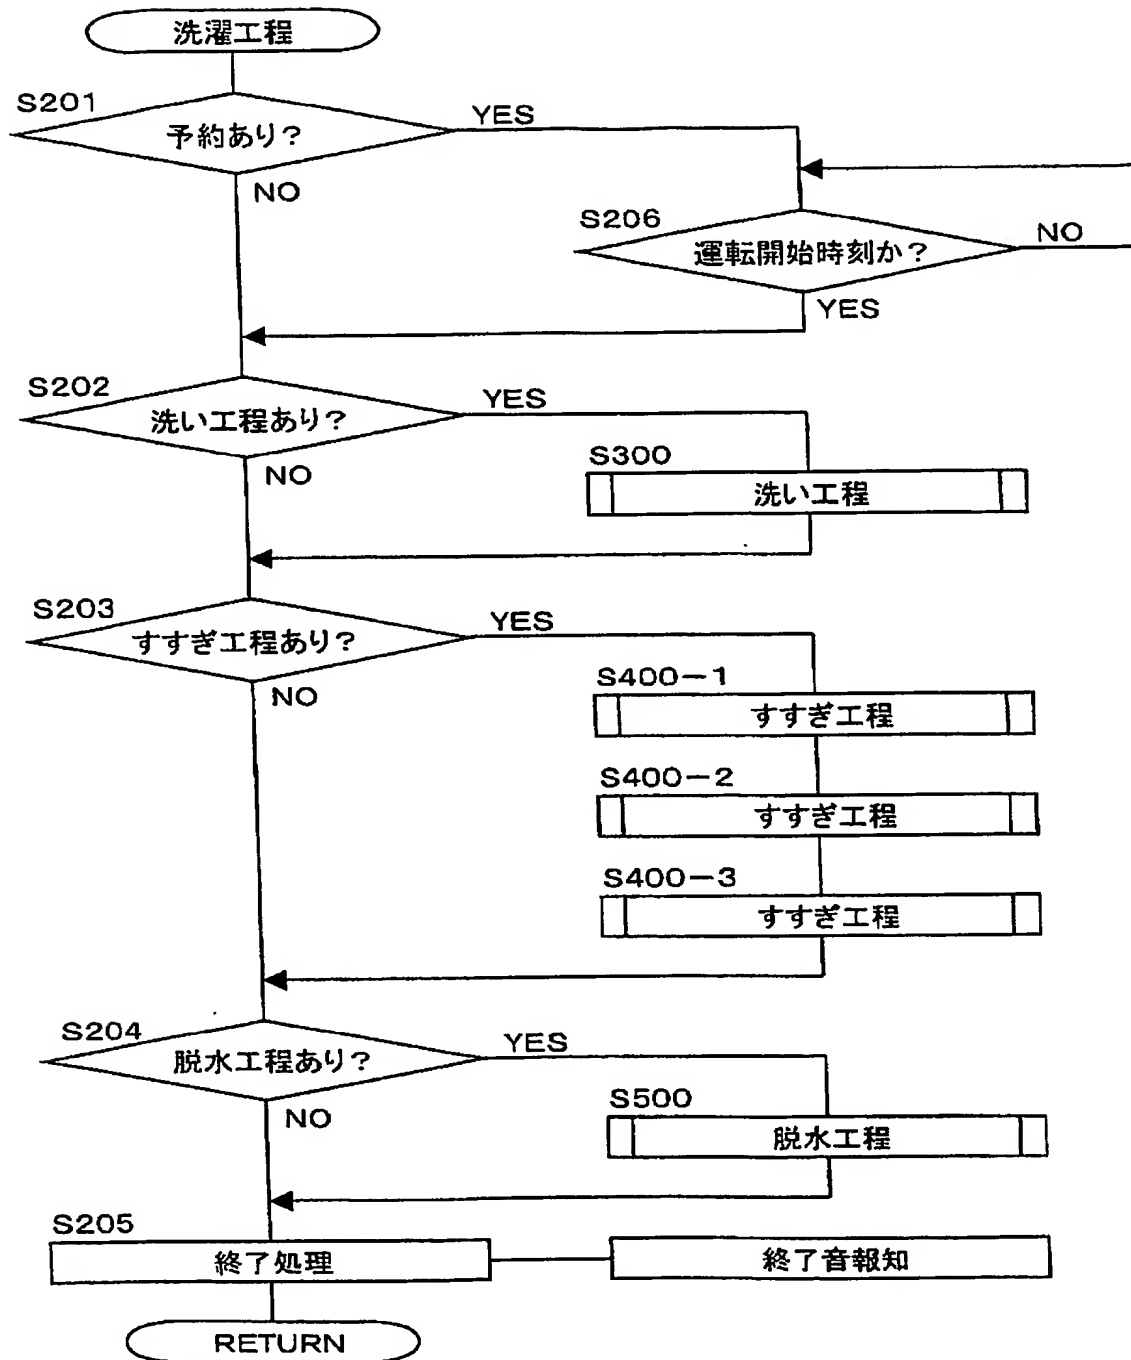 洗濯工程
S201
予約あり？
YES
NO
S206
運転開始時刻か？
NO
YES
S202
洗い工程あり？
YES
NO
S300
洗い工程
S203
すすぎ工程あり？
YES
NO
S400−1
すすぎ工程
S400−2
すすぎ工程
S400−3
すすぎ工程
S204
脱水工程あり？
YES
NO
S500
脱水工程
S205
終了処理
終了音報知
RETURN